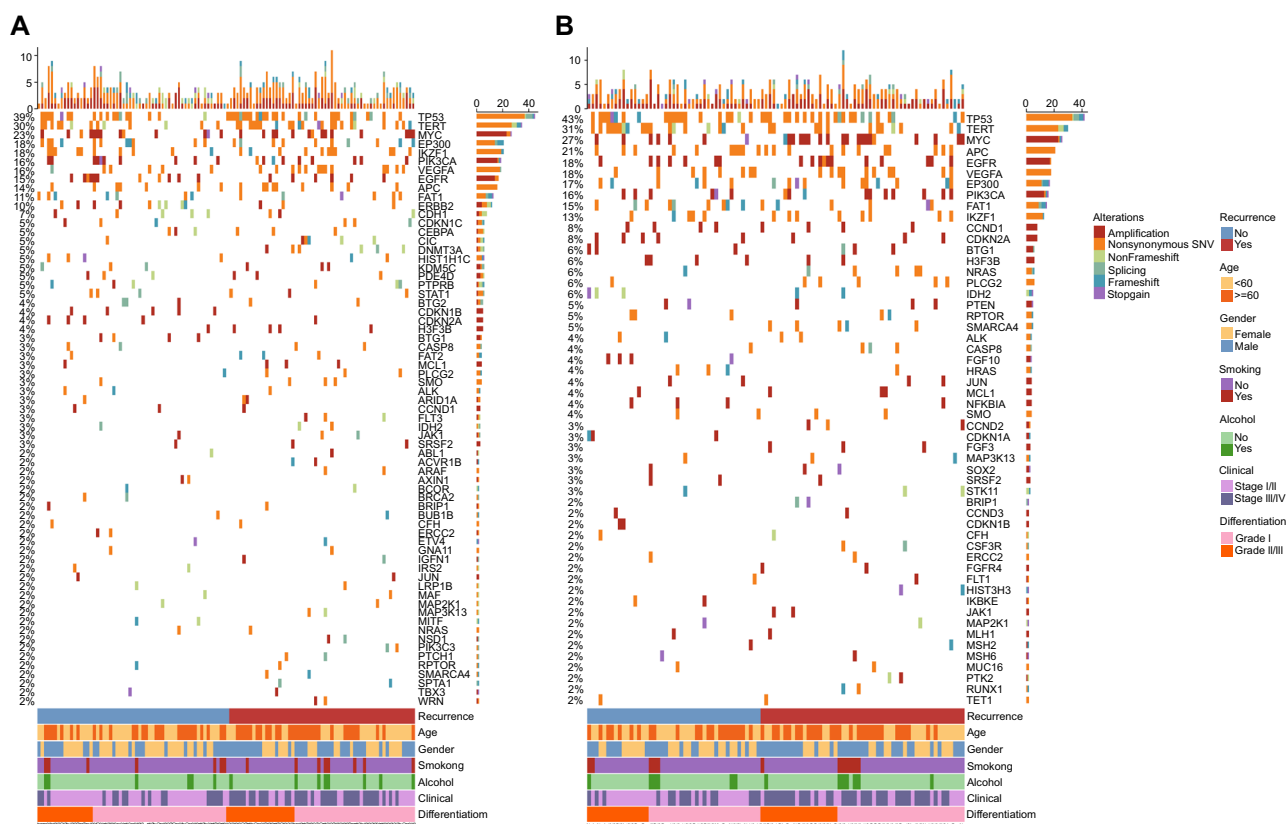 A
10
5
0
0 20 40
39% TP53
30% TERT
23% MYC
18% EP300
18% IKZF1
16% PIK3CA
16% VEGFA
15% EGFR
14% APC
11% FAT1
10% ERBB2
7% CDH1
5% CDKN1C
5% CEBPA
5% CIC
5% DNMT3A
5% HIST1H1C
5% KDM5C
5% PDE4D
5% PTPRB
5% STAT1
4% BTG2
4% CDKN1B
4% CDKN2A
4% H3F3B
3% BTG1
3% CASP8
3% FAT2
3% MCL1
3% PLCG2
3% SMO
3% ALK
3% ARID1A
3% CCND1
3% FLT3
3% IDH2
3% JAK1
3% SRSF2
2% ABL1
2% ACVR1B
2% ARAF
2% AXIN1
2% BCOR
2% BRCA2
2% BRIP1
2% BUB1B
2% CFH
2% ERCC2
2% ETV4
2% GNA11
2% IGFN1
2% IRS2
2% JUN
2% LRP1B
2% MAF
2% MAP2K1
2% MAP3K13
2% MITF
2% NRAS
2% NSD1
2% PIK3C3
2% PTCH1
2% RPTOR
2% SMARCA4
2% SPTA1
2% TBX3
2% WRN
Recurrence
Age
Gender
Smokong
Alcohol
Clinical
Differentiatiom
B
10
5
0
0 20 40
43% TP53
31% TERT
27% MYC
21% APC
18% EGFR
18% VEGFA
17% EP300
16% PIK3CA
15% FAT1
13% IKZF1
8% CCND1
8% CDKN2A
6% BTG1
6% H3F3B
6% NRAS
6% PLCG2
6% IDH2
5% PTEN
5% RPTOR
5% SMARCA4
4% ALK
4% CASP8
4% FGF10
4% HRAS
4% JUN
4% MCL1
4% NFKBIA
4% SMO
3% CCND2
3% CDKN1A
3% FGF3
3% MAP3K13
3% SOX2
3% SRSF2
3% STK11
2% BRIP1
2% CCND3
2% CDKN1B
2% CFH
2% CSF3R
2% ERCC2
2% FGFR4
2% FLT1
2% HIST3H3
2% IKBKE
2% JAK1
2% MAP2K1
2% MLH1
2% MSH2
2% MSH6
2% MUC16
2% PTK2
2% RUNX1
2% TET1
Recurrence
Age
Gender
Smokong
Alcohol
Clinical
Differentiatiom
Alterations
Amplification
Nonsynonymous SNV
NonFrameshift
Splicing
Frameshift
Stopgain
Recurrence
No
Yes
Age
<60
>=60
Gender
Female
Male
Smoking
No
Yes
Alcohol
No
Yes
Clinical
Stage I/II
Stage III/IV
Differentiation
Grade I
Grade II/III